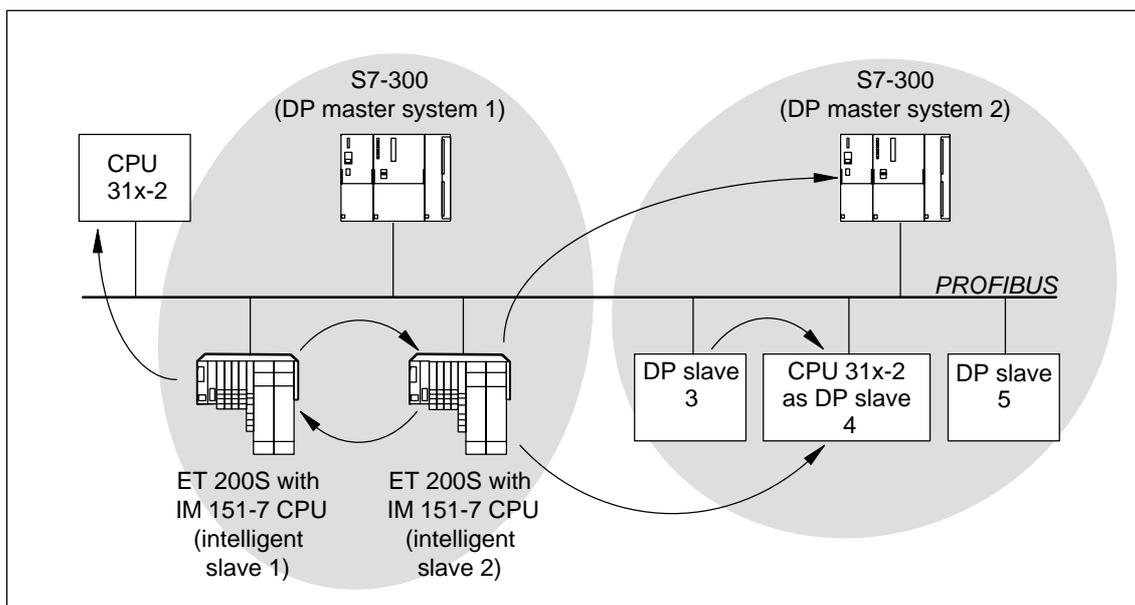 S7-300
(DP master system 1)
S7-300
(DP master system 2)
CPU
31x-2
PROFIBUS
DP slave
3
CPU 31x-2
as DP slave
4
DP slave
5
ET 200S with
IM 151-7 CPU
(intelligent
slave 1)
ET 200S with
IM 151-7 CPU
(intelligent
slave 2)